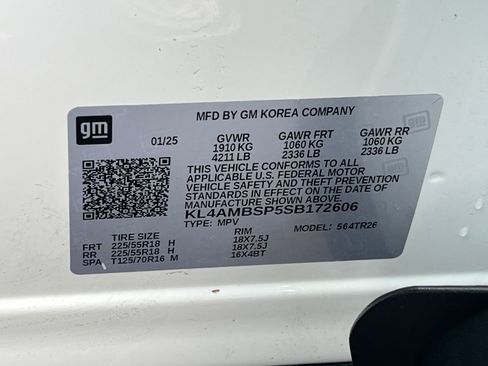 gm
MFD BY GM KOREA COMPANY
01/25 GVWR GAWR FRT GAWR RR
1910 KG 1060 KG 1060 KG
4211 LB 2336 LB 2336 LB
THIS VEHICLE CONFORMS TO ALL
APPLICABLE U.S. FEDERAL MOTOR
VEHICLE SAFETY AND THEFT PREVENTION
STANDARDS IN EFFECT ON THE DATE
OF MANUFACTURE SHOWN ABOVE.
KL4AMBSP5SB172606
TYPE: MPV MODEL: 564TR26
TIRE SIZE RIM
FRT 225/55R18 H 18X7.5J
RR 225/55R18 H 18X7.5J
SPA T125/70R16 M 16X4BT